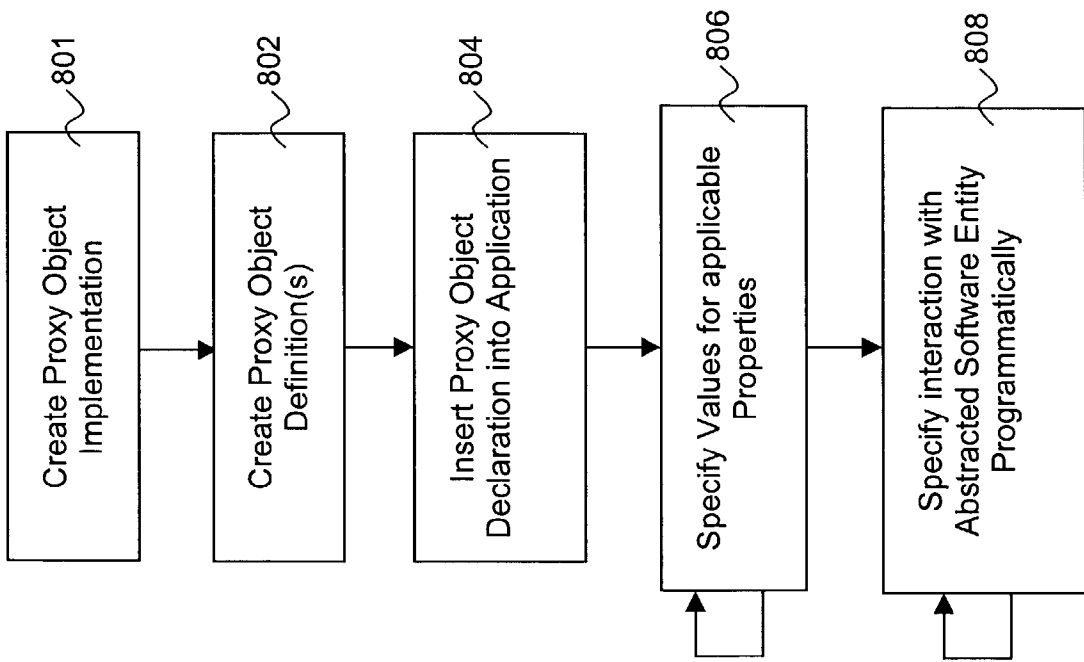 801
Create Proxy Object
Implementation
802
Create Proxy Object
Definition(s)
804
Insert Proxy Object
Declaration into Application
806
Specify Values for applicable
Properties
808
Specify interaction with
Abstracted Software Entity
Programmatically